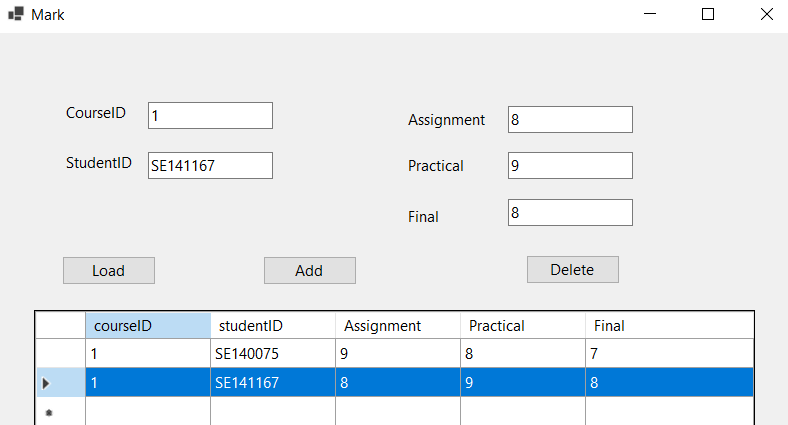 Mark
CourseID 1
Assignment 8
StudentID SE141167
Practical 9
Final 8
Load Add Delete
courseID studentID Assignment Practical Final
1 SE140075 9 8 7
1 SE141167 8 9 8